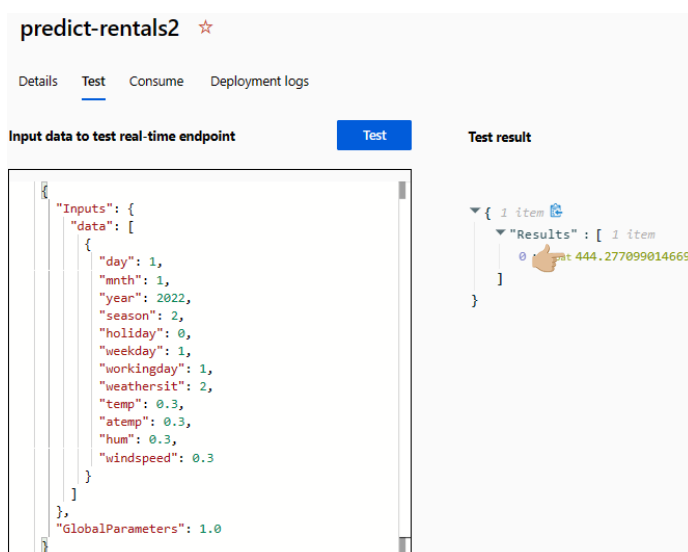 predict-rentals2
Details Test Consume Deployment logs
Input data to test real-time endpoint
Test
Test result
{
"Inputs": {
"data": [
{
"day": 1,
"mnth": 1,
"year": 2022,
"season": 2,
"holiday": 0,
"weekday": 1,
"workingday": 1,
"weathersit": 2,
"temp": 0.3,
"atemp": 0.3,
"hum": 0.3,
"windspeed": 0.3
}
]
},
"GlobalParameters": 1.0
}
{ 1 item
"Results" : [ 1 item
0 : 444.277099014669
]
}